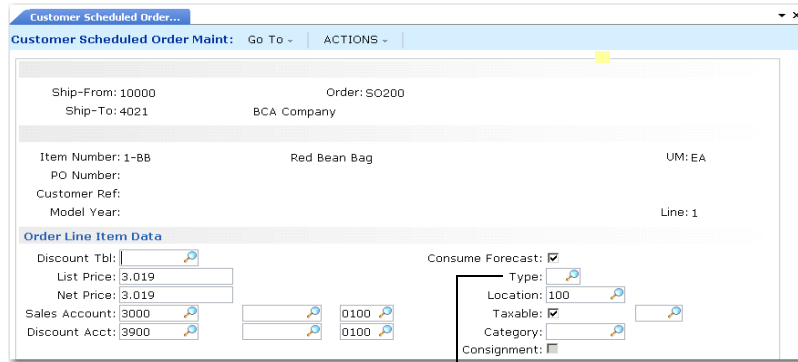 Customer Scheduled Order...
Customer Scheduled Order Maint: Go To ACTIONS
Ship-From: 10000 Order: SO200
Ship-To: 4021 BCA Company
Item Number: 1-BB Red Bean Bag UM: EA
PO Number:
Customer Ref:
Model Year: Line: 1
Order Line Item Data
Discount Tbl: Consume Forecast:
List Price: 3.019 Type:
Net Price: 3.019 Location: 100
Sales Account: 3000 0100 Taxable:
Discount Acct: 3900 0100 Category:
Consignment: